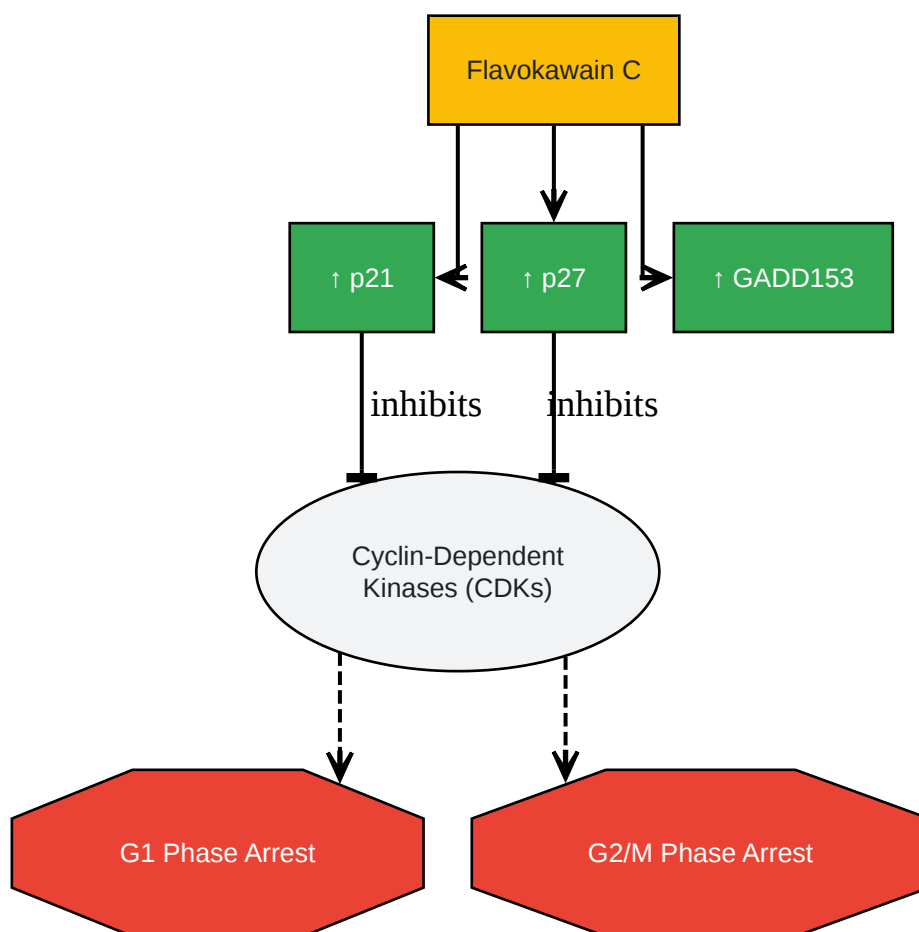 Flavokawain C
↑ p21
↑ p27
↑ GADD153
inhibits
inhibits
Cyclin-Dependent
Kinases (CDKs)
G1 Phase Arrest
G2/M Phase Arrest